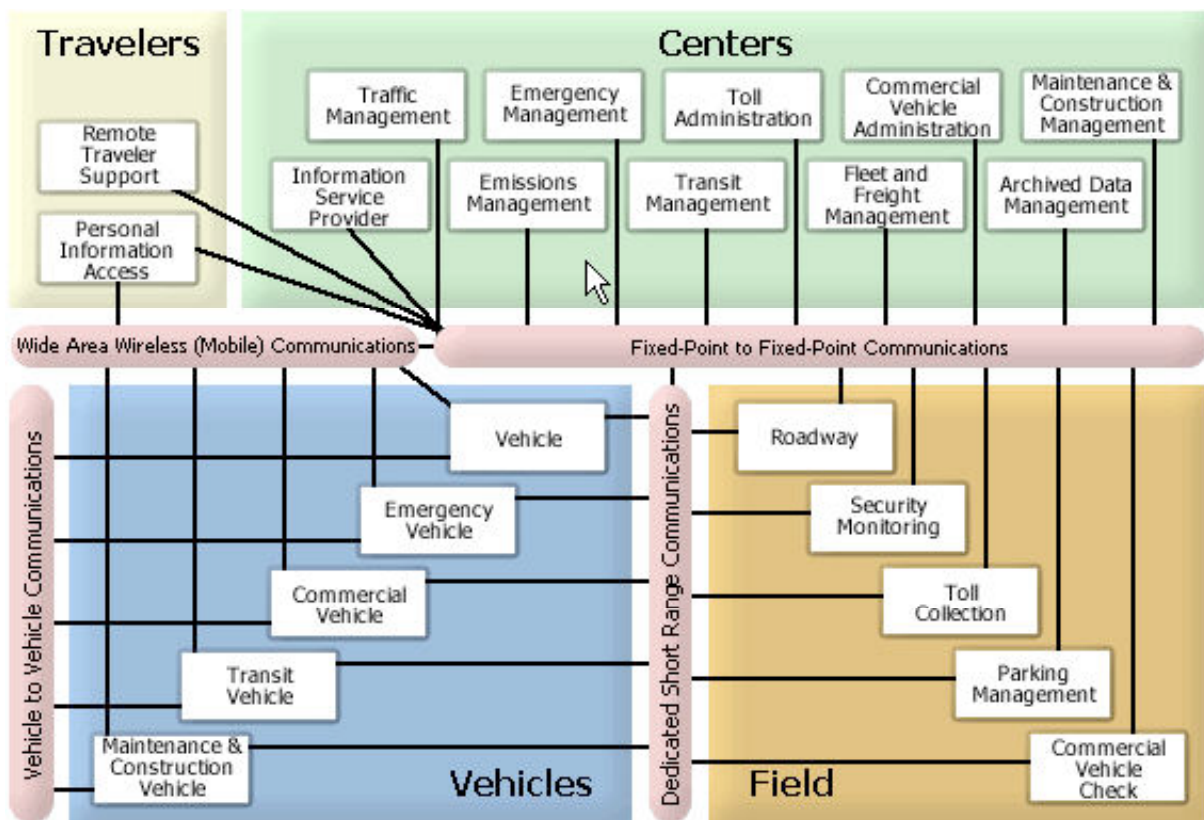 Travelers
Centers
Traffic
Management
Emergency
Management
Toll
Administration
Commercial
Vehicle
Administration
Maintenance &
Construction
Management
Remote
Traveler
Support
Information
Service
Provider
Emissions
Management
Transit
Management
Fleet and
Freight
Management
Archived Data
Management
Personal
Information
Access
Wide Area Wireless (Mobile) Communications
Fixed-Point to Fixed-Point Communications
Vehicle to Vehicle Communications
Vehicle
Emergency
Vehicle
Commercial
Vehicle
Transit
Vehicle
Maintenance &
Construction
Vehicle
Vehicles
Dedicated Short Range Communications
Roadway
Security
Monitoring
Toll
Collection
Parking
Management
Commercial
Vehicle
Check
Field